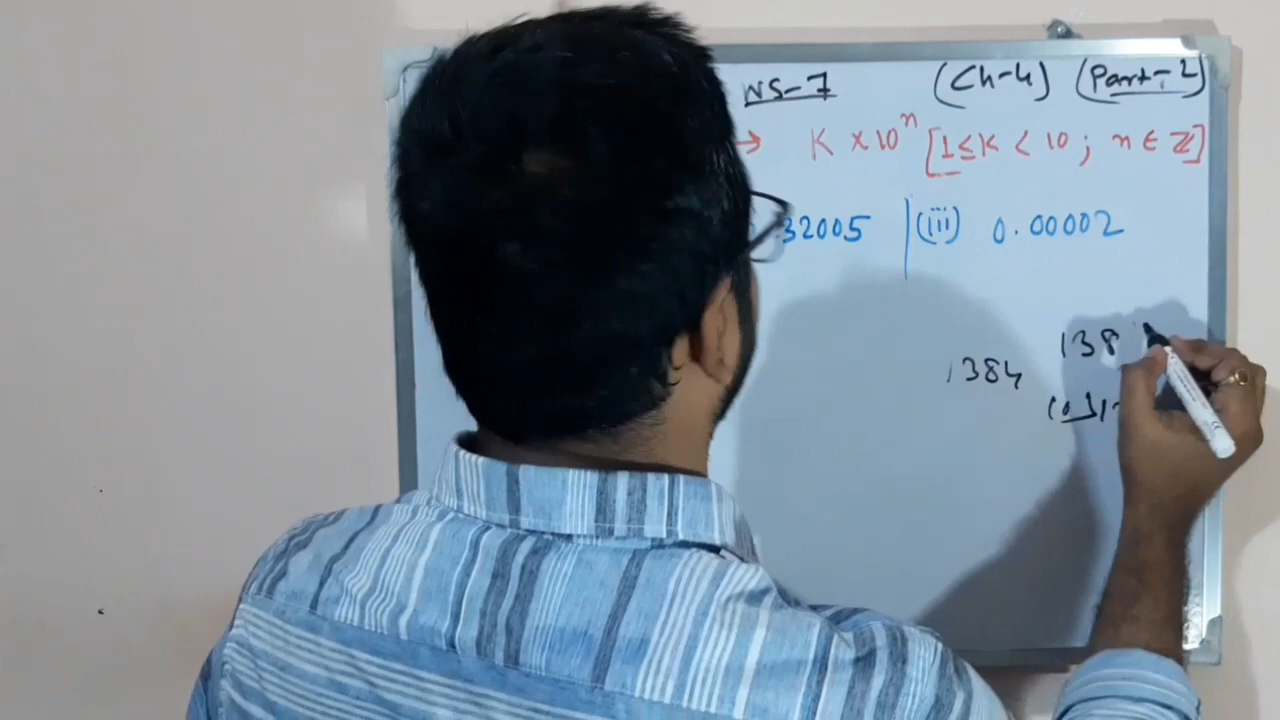 WS-7 (Ch-4) (Part-2)
→ K × 10ⁿ [1 ≤ K < 10 ; n ∈ ℤ]
32005 (iii) 0.00002
138
1384